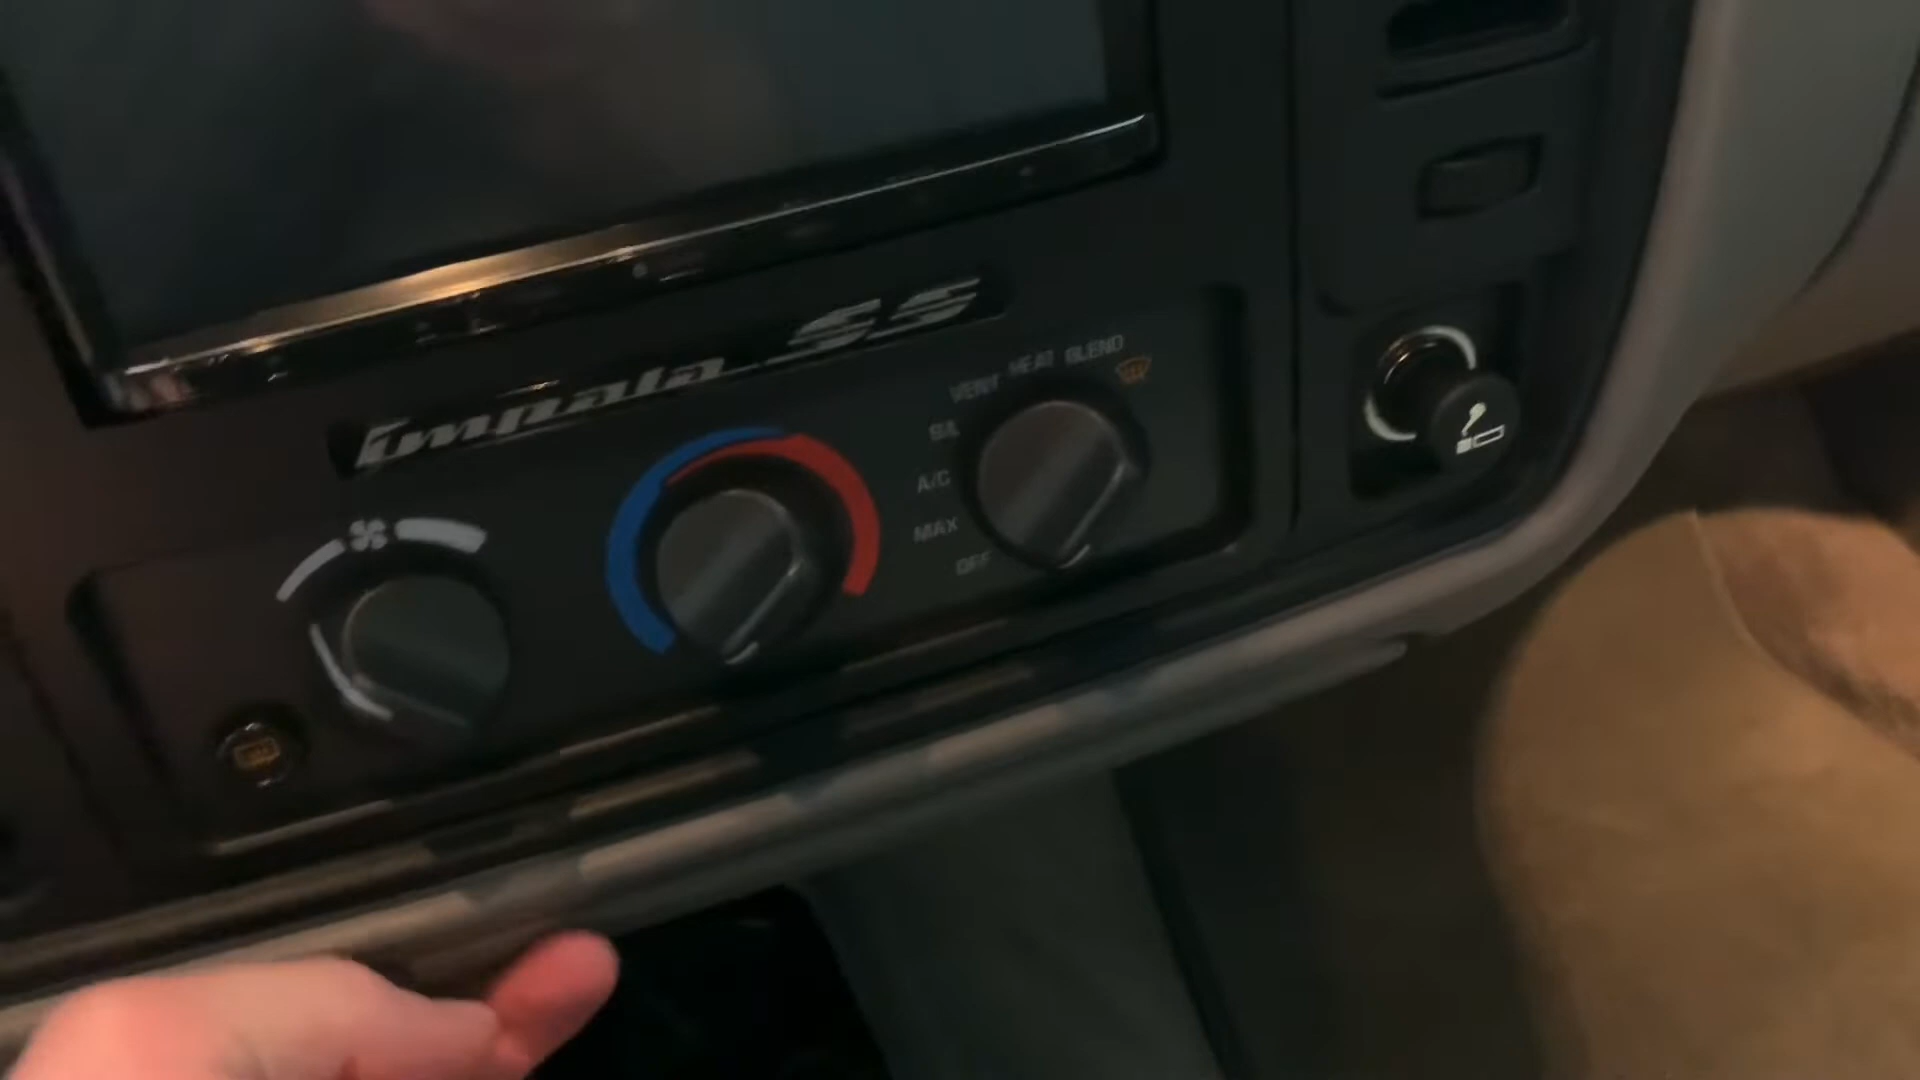 Impala SS
VENT HEAT BLEND
B/L
A/C
MAX
OFF